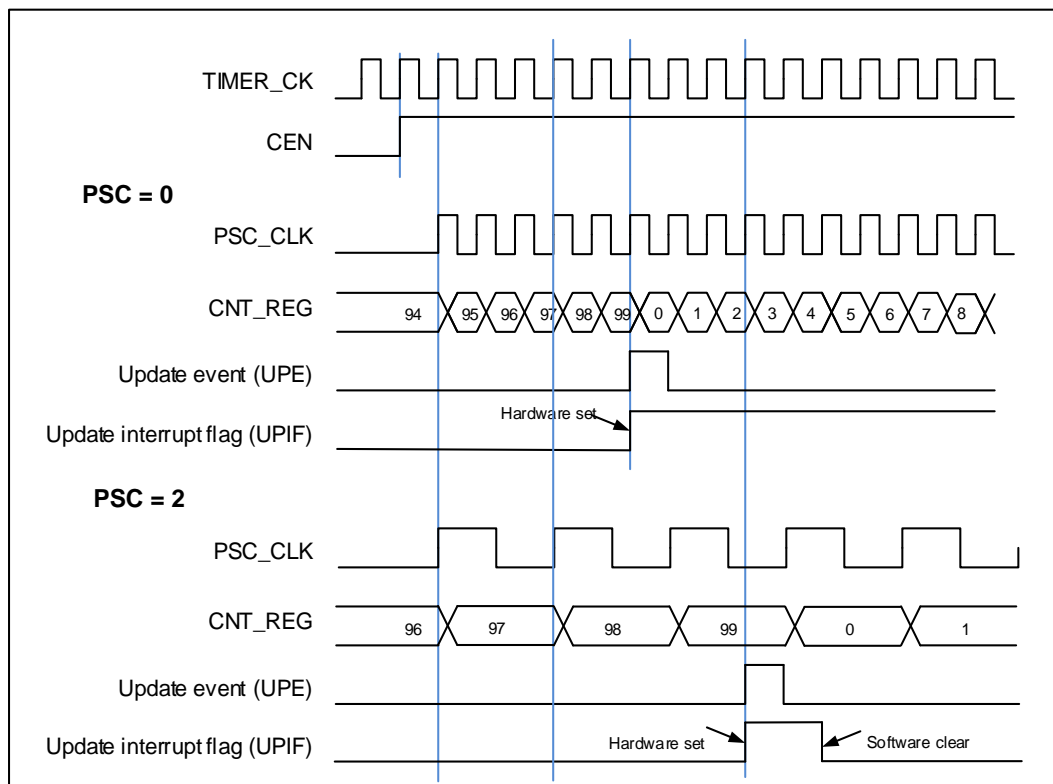 TIMER_CK
CEN
PSC = 0
PSC_CLK
CNT_REG 94 95 96 97 98 99 0 1 2 3 4 5 6 7 8
Update event (UPE)
Hardware set
Update interrupt flag (UPIF)
PSC = 2
PSC_CLK
CNT_REG 96 97 98 99 0 1
Update event (UPE)
Update interrupt flag (UPIF) Hardware set Software clear